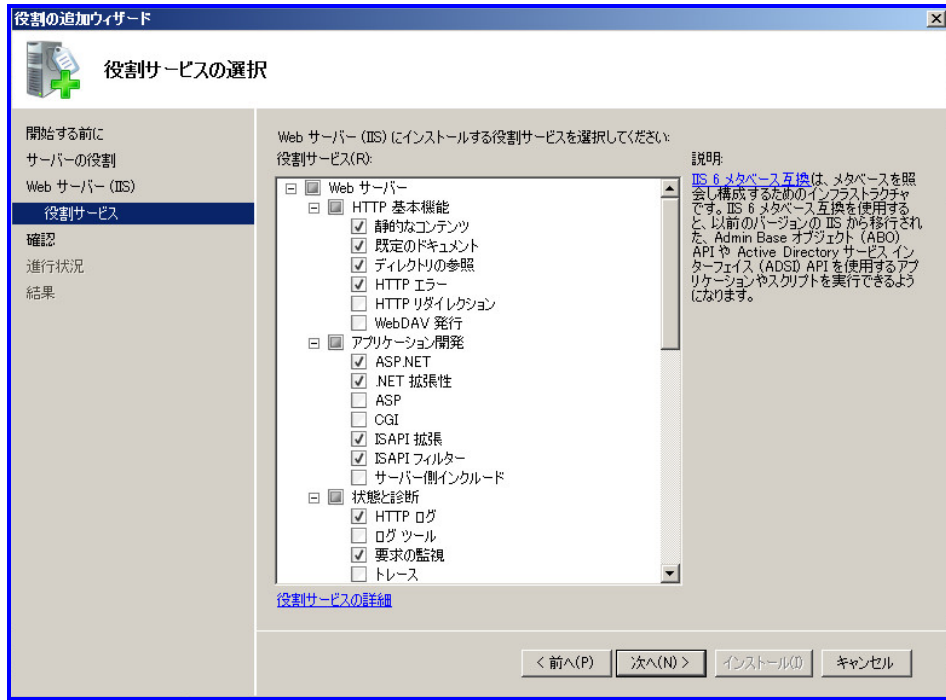 役割の追加ウィザード
役割サービスの選択
開始する前に
サーバーの役割
Web サーバー (IIS)
役割サービス
確認
進行状況
結果
Web サーバー (IIS) にインストールする役割サービスを選択してください:
役割サービス(R):
Web サーバー
HTTP 基本機能
静的なコンテンツ
既定のドキュメント
ディレクトリの参照
HTTP エラー
HTTP リダイレクション
WebDAV 発行
アプリケーション開発
ASP.NET
.NET 拡張性
ASP
CGI
ISAPI 拡張
ISAPI フィルター
サーバー側インクルード
状態と診断
HTTP ログ
ログ ツール
要求の監視
トレース
役割サービスの詳細
説明:
IIS 6 メタベース互換は、メタベースを照
会し構成するためのインフラストラクチャ
です。IIS 6 メタベース互換を使用する
と、以前のバージョンの IIS から移行され
た、Admin Base オブジェクト (ABO)
API や Active Directory サービス イン
ターフェイス (ADSI) API を使用するアプ
リケーションやスクリプトを実行できるよう
になります。
< 前へ(P)
次へ(N) >
インストール(I)
キャンセル